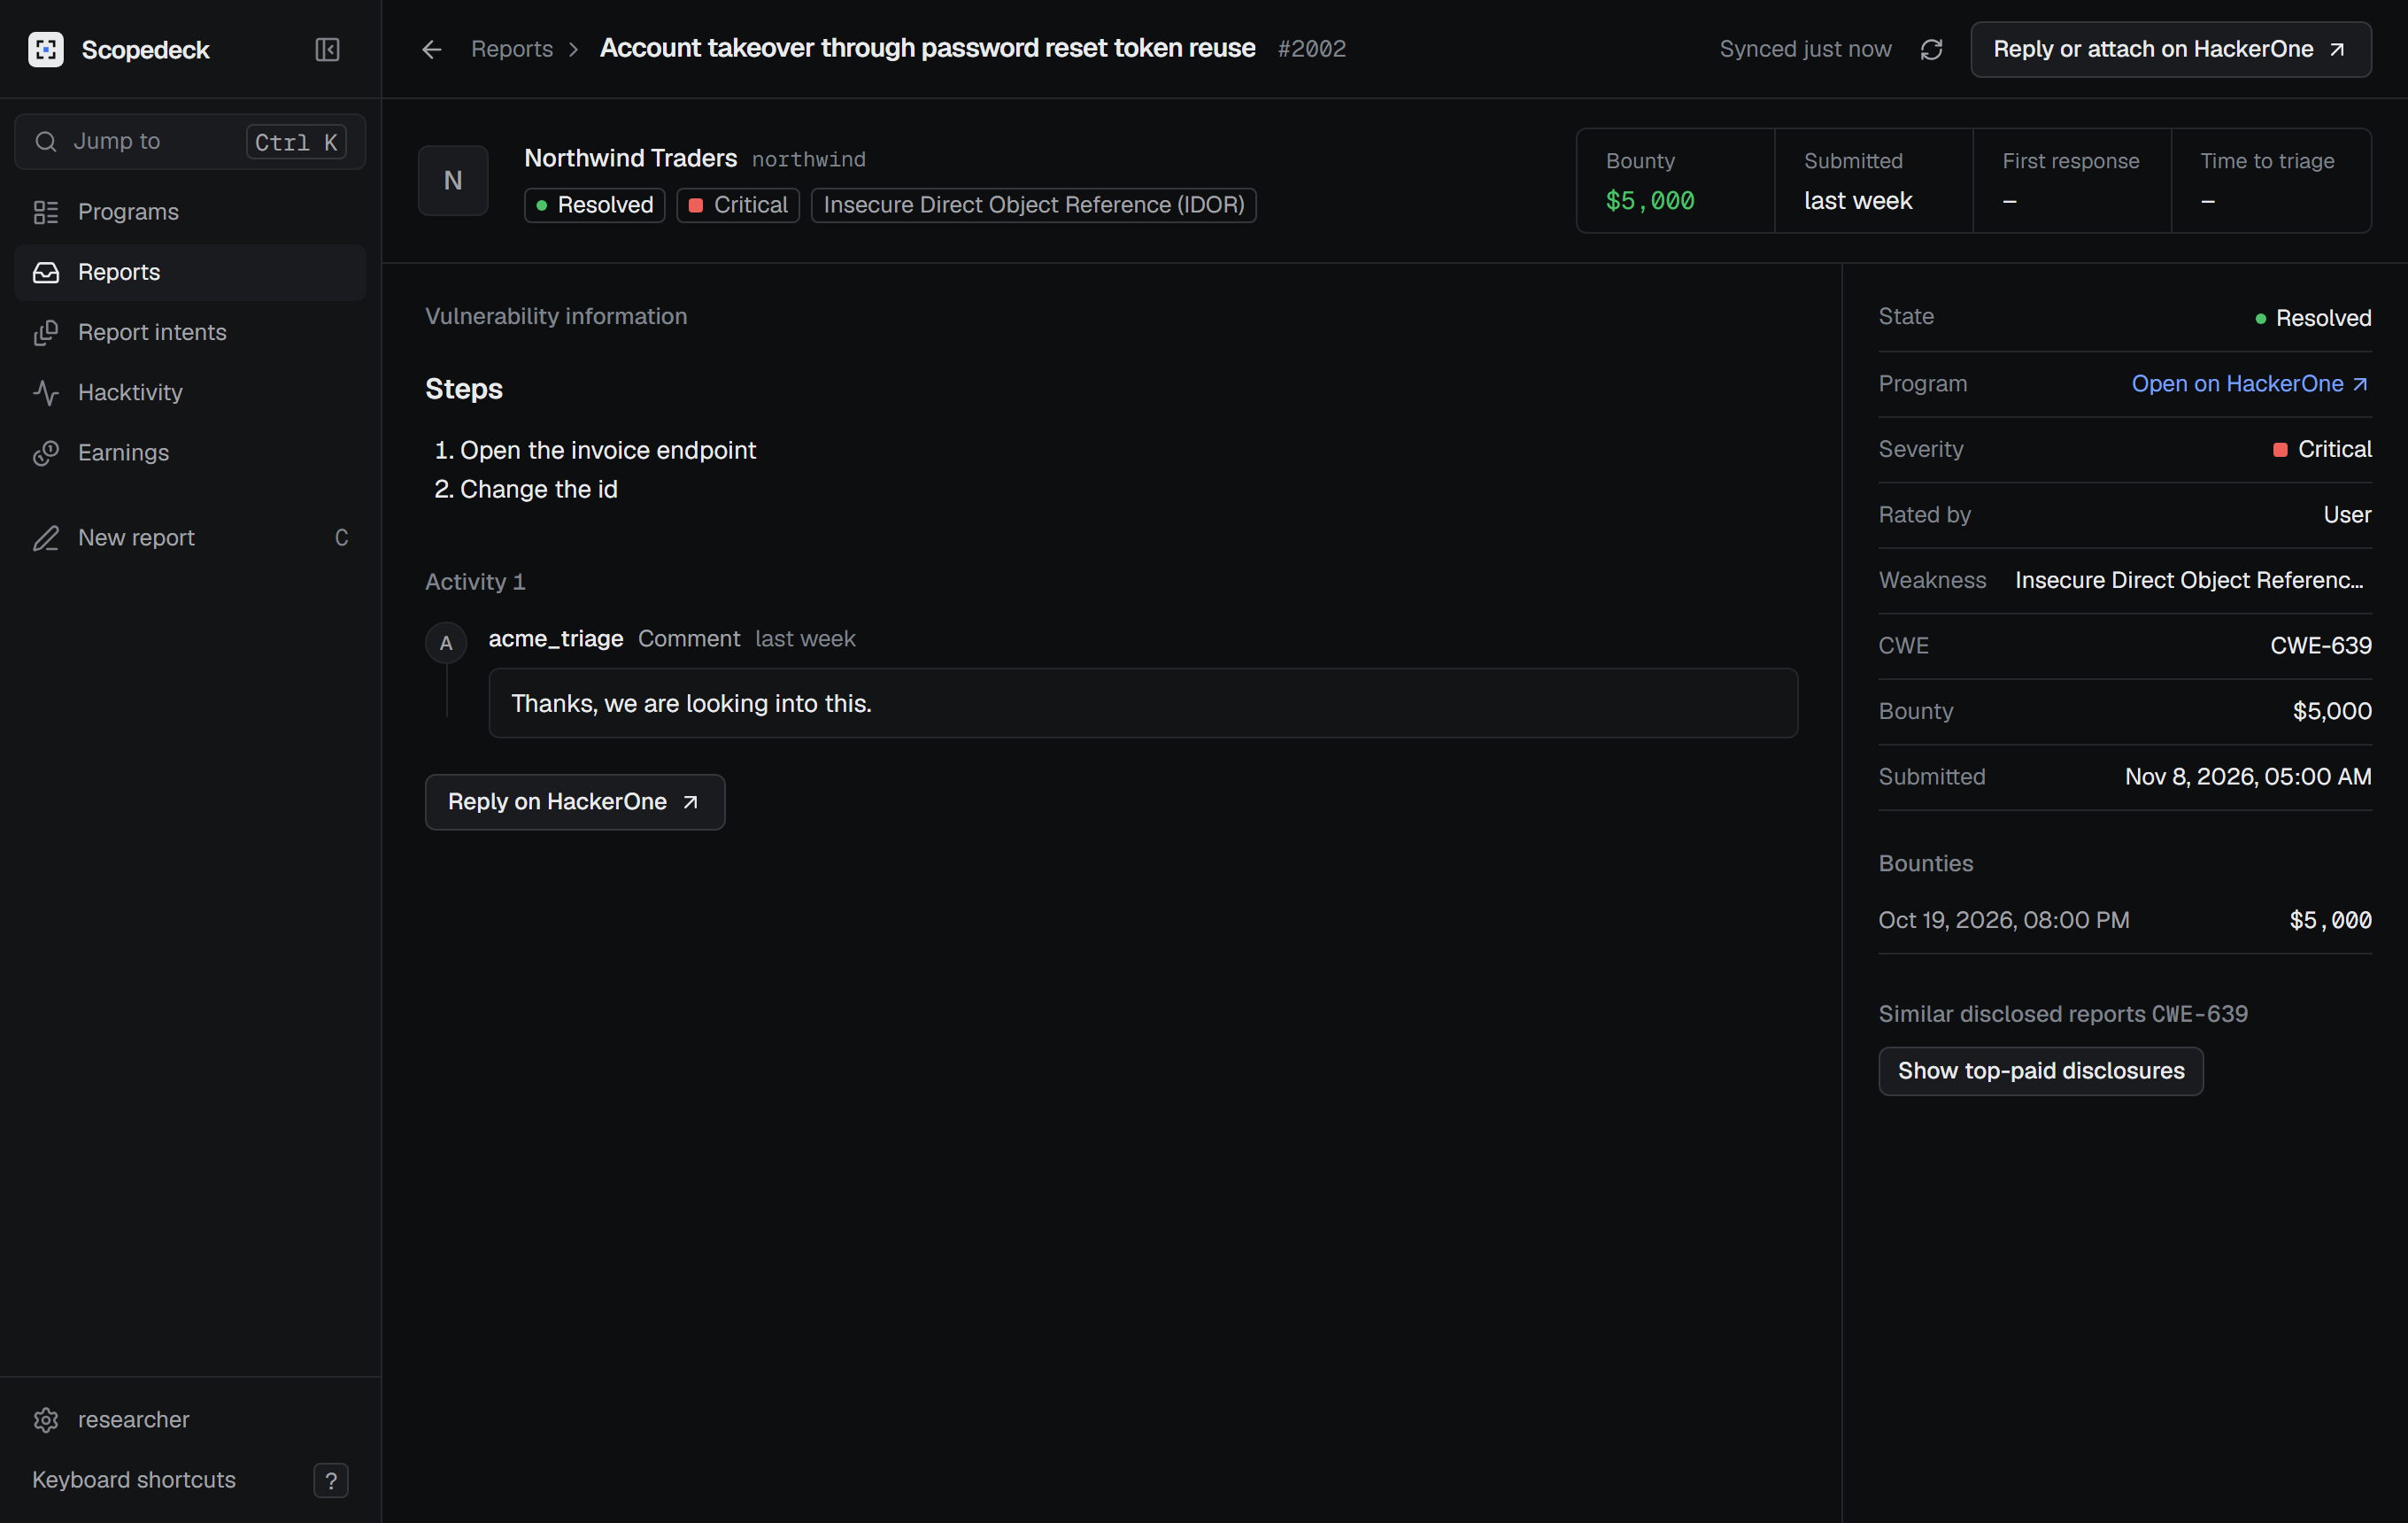 Scopedeck
Jump to Ctrl K
Programs
Reports
Report intents
Hacktivity
Earnings
New report C
researcher
Keyboard shortcuts ?
Reports > Account takeover through password reset token reuse #2002
Synced just now
Reply or attach on HackerOne
N
Northwind Traders northwind
Resolved Critical Insecure Direct Object Reference (IDOR)
Bounty Submitted First response Time to triage
$5,000 last week – –
Vulnerability information
Steps
1. Open the invoice endpoint
2. Change the id
Activity 1
A acme_triage Comment last week
Thanks, we are looking into this.
Reply on HackerOne
State Resolved
Program Open on HackerOne
Severity Critical
Rated by User
Weakness Insecure Direct Object Referenc...
CWE CWE-639
Bounty $5,000
Submitted Nov 8, 2026, 05:00 AM
Bounties
Oct 19, 2026, 08:00 PM $5,000
Similar disclosed reports CWE-639
Show top-paid disclosures